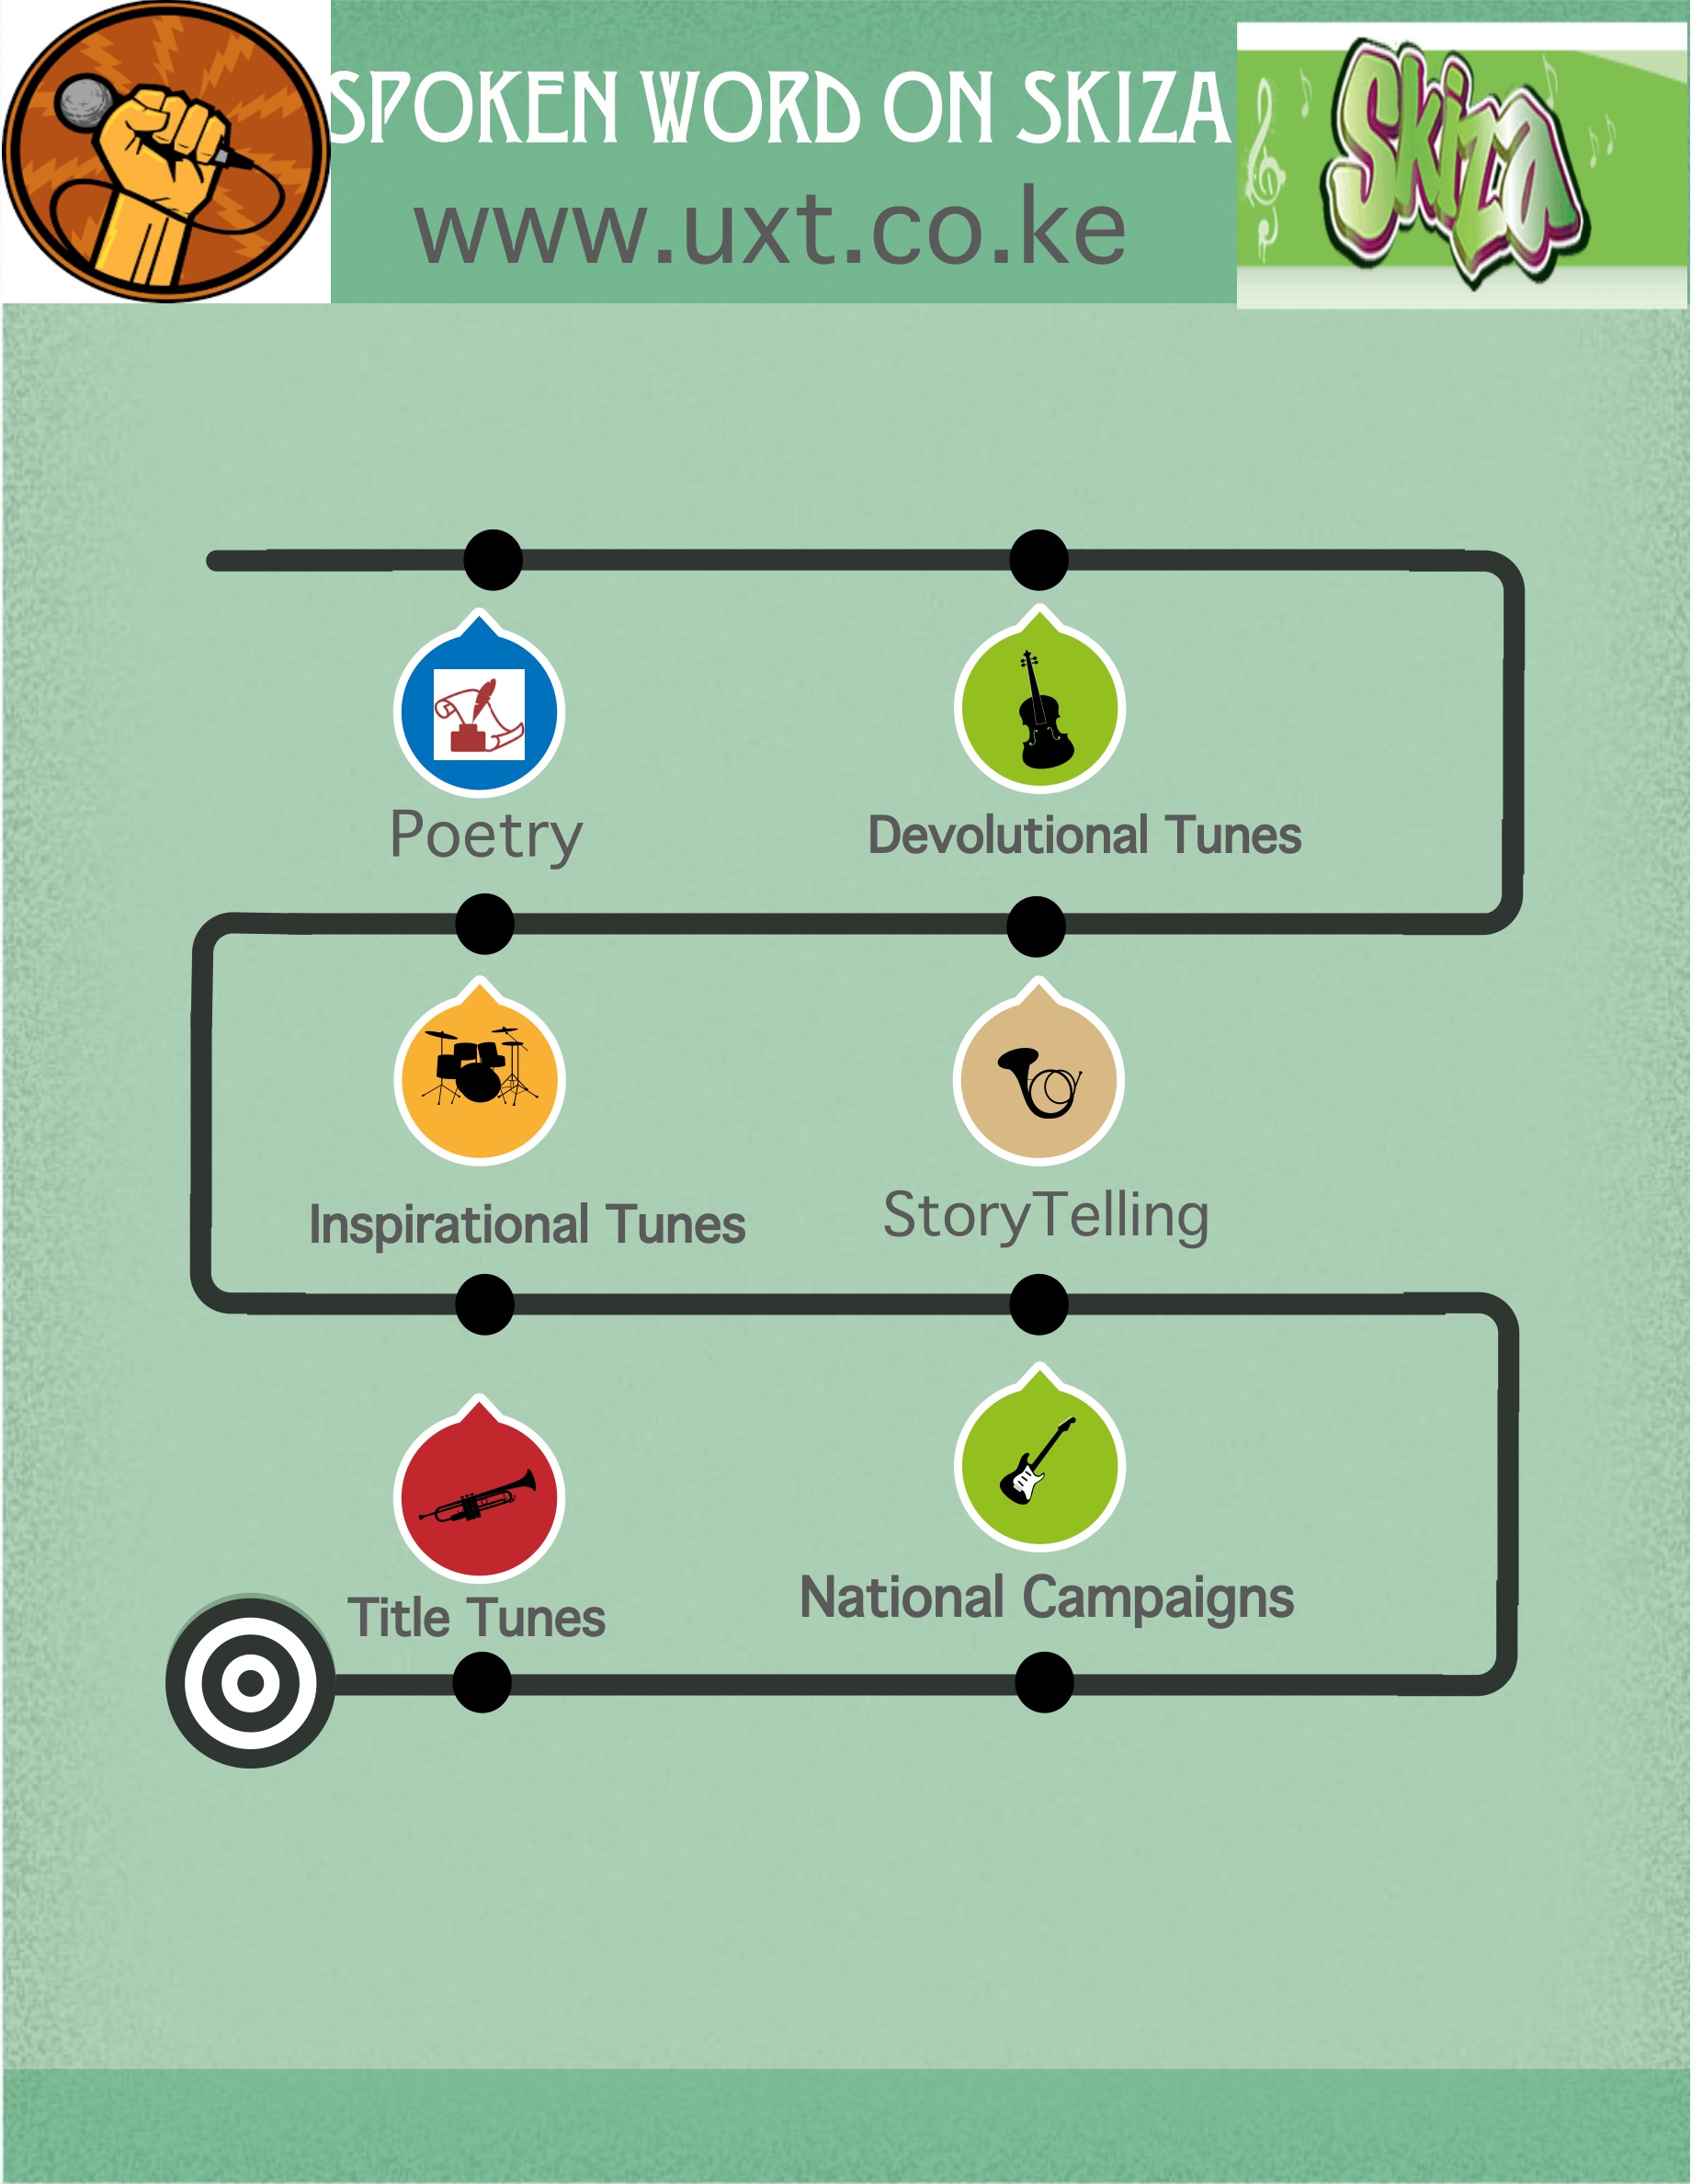 SPOKEN WORD ON SKIZA
www.uxt.co.ke
Skiza
Poetry
Devolutional Tunes
Inspirational Tunes
StoryTelling
Title Tunes
National Campaigns